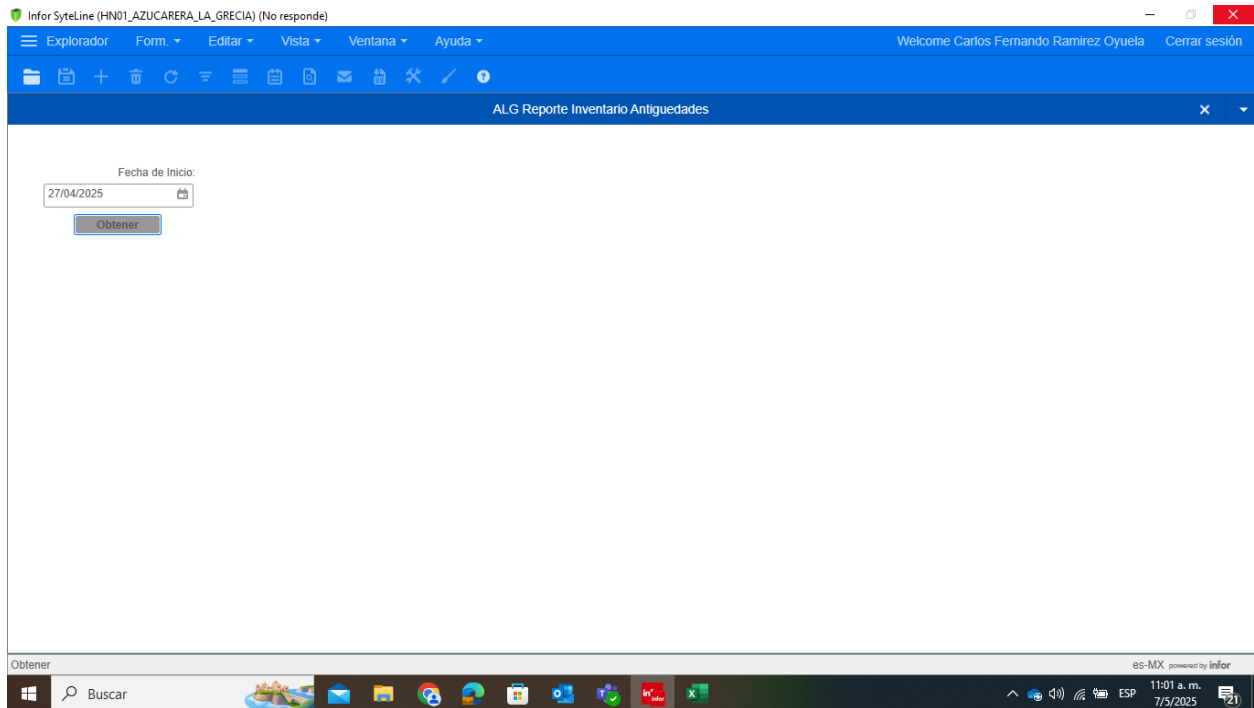 Infor SyteLine (HN01_AZUCARERA_LA_GRECIA) (No responde)
Explorador Form. Editar Vista Ventana Ayuda Welcome Carlos Fernando Ramirez Oyuela Cerrar sesión
ALG Reporte Inventario Antiguedades
Fecha de Inicio:
27/04/2025
Obtener
Obtener es-MX powered by infor
Buscar ESP 11:01 a. m.
7/5/2025 21